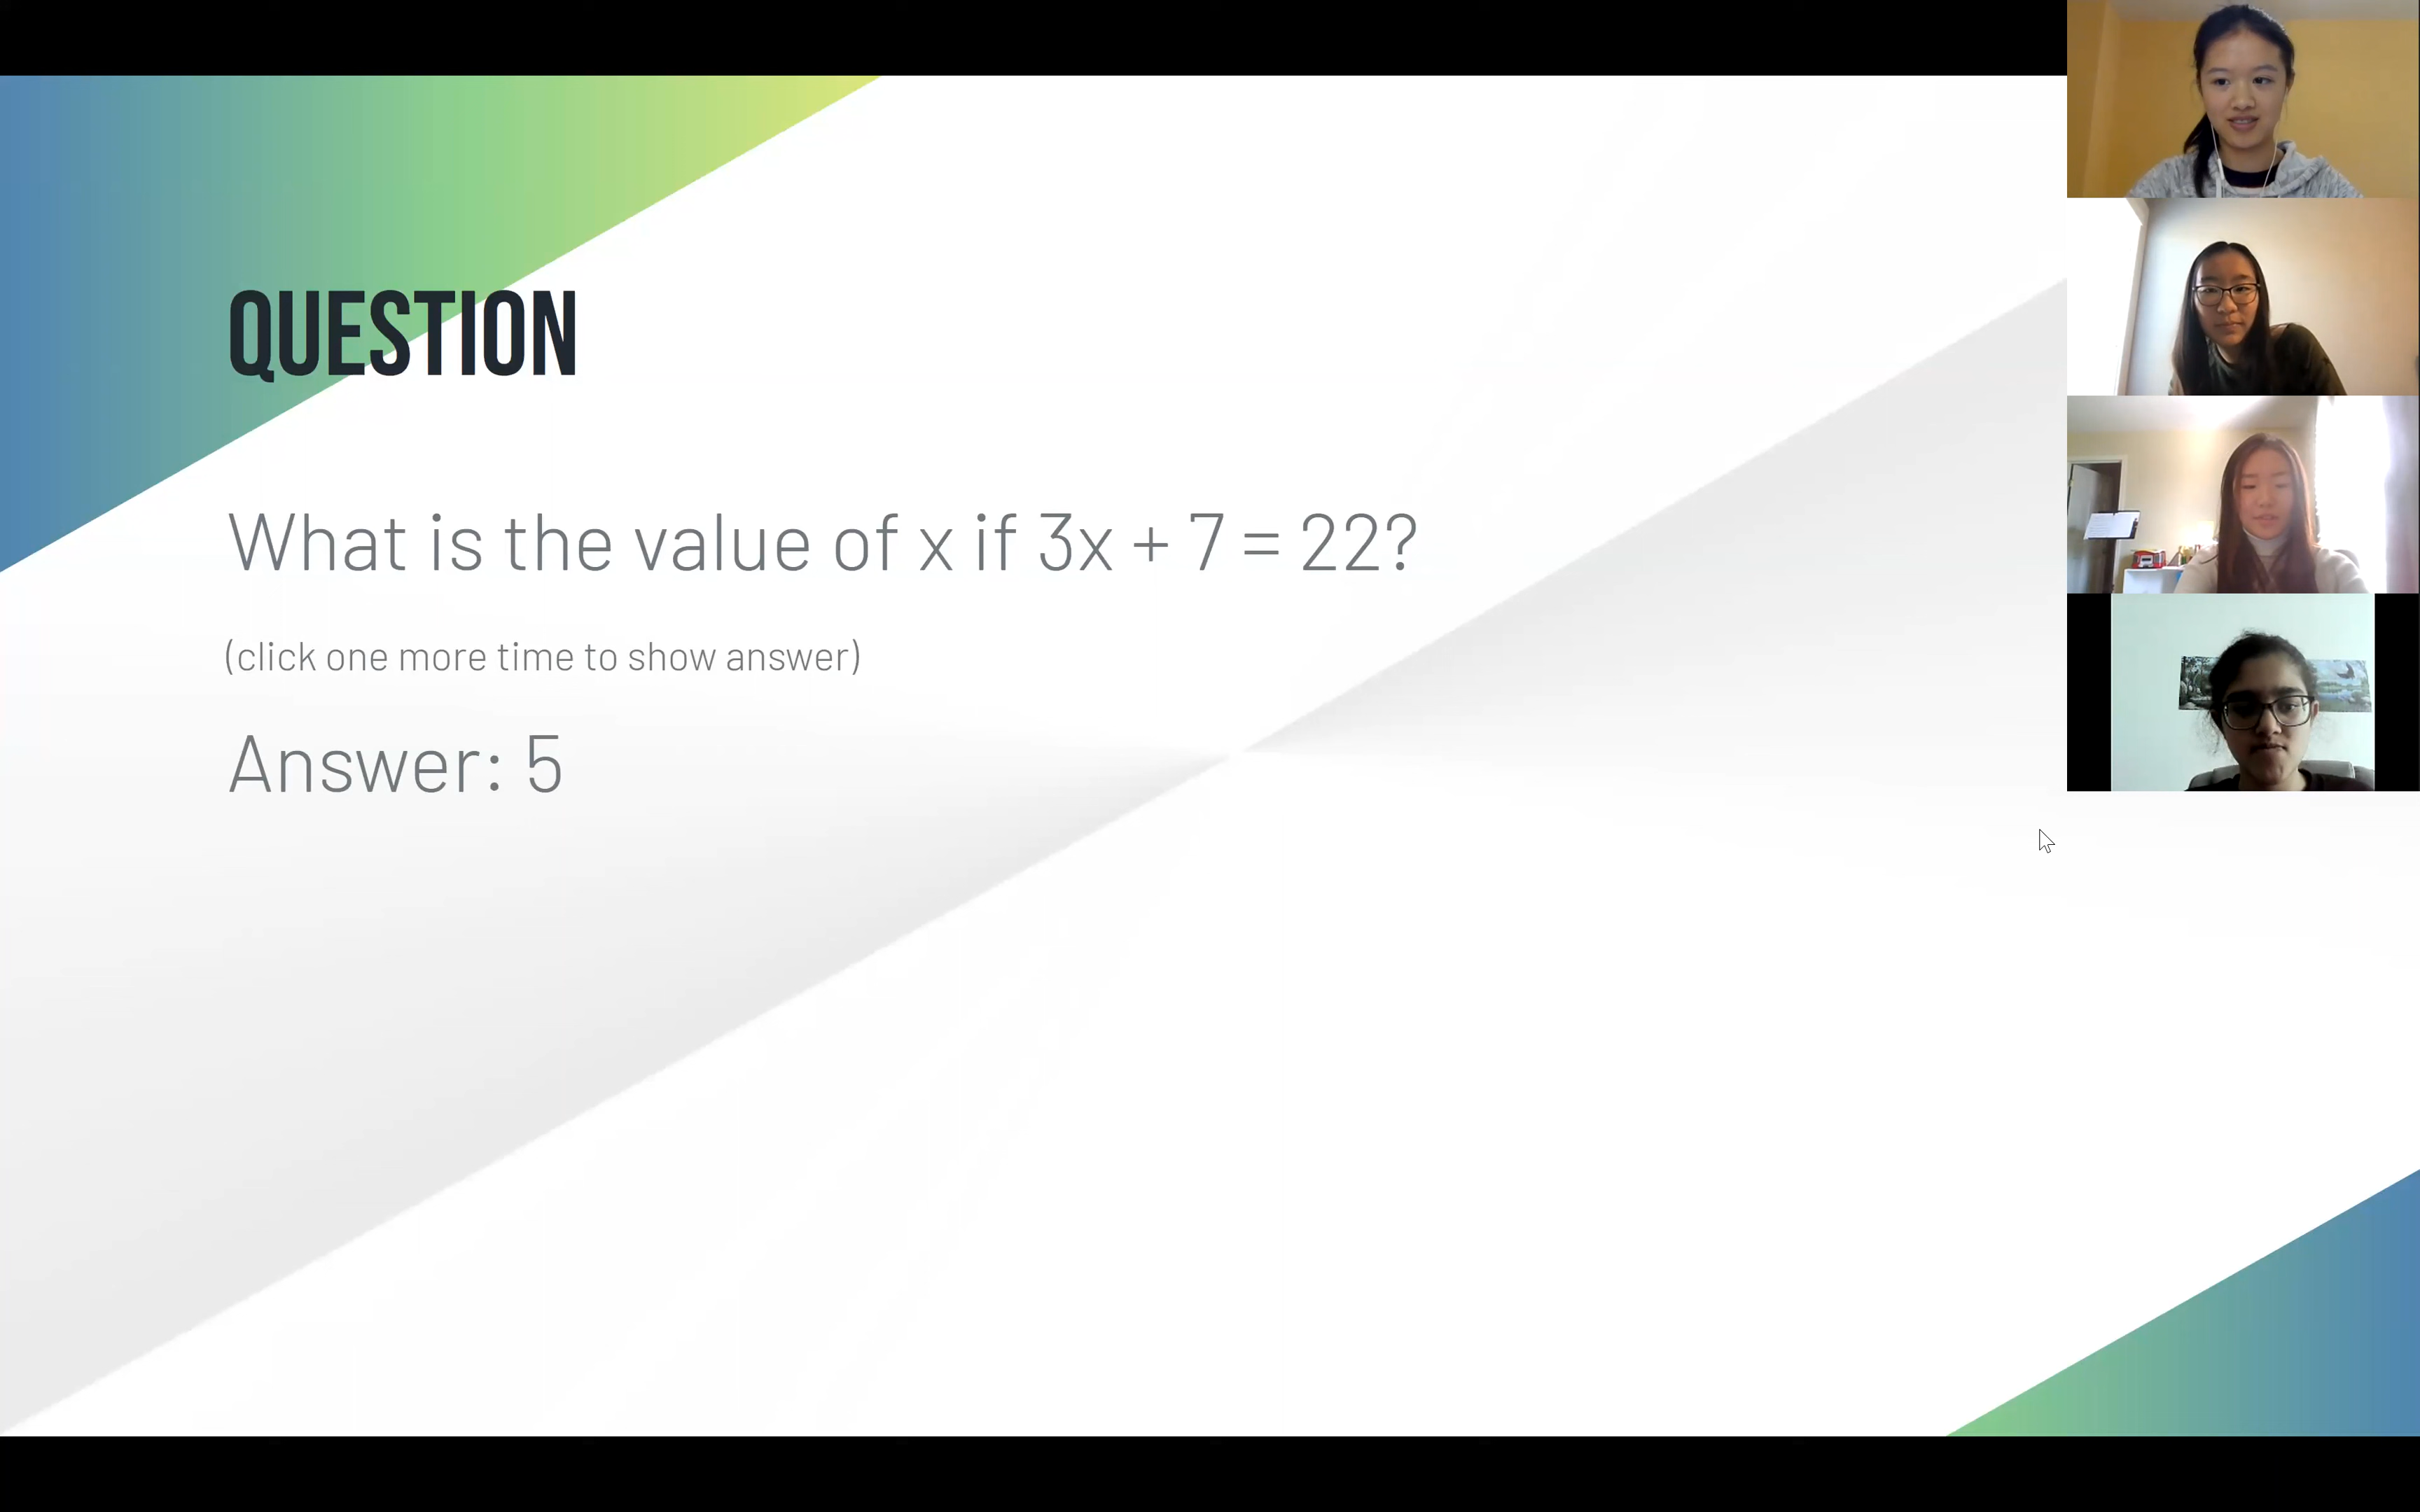 QUESTION
What is the value of x if 3x + 7 = 22?
(click one more time to show answer)
Answer: 5